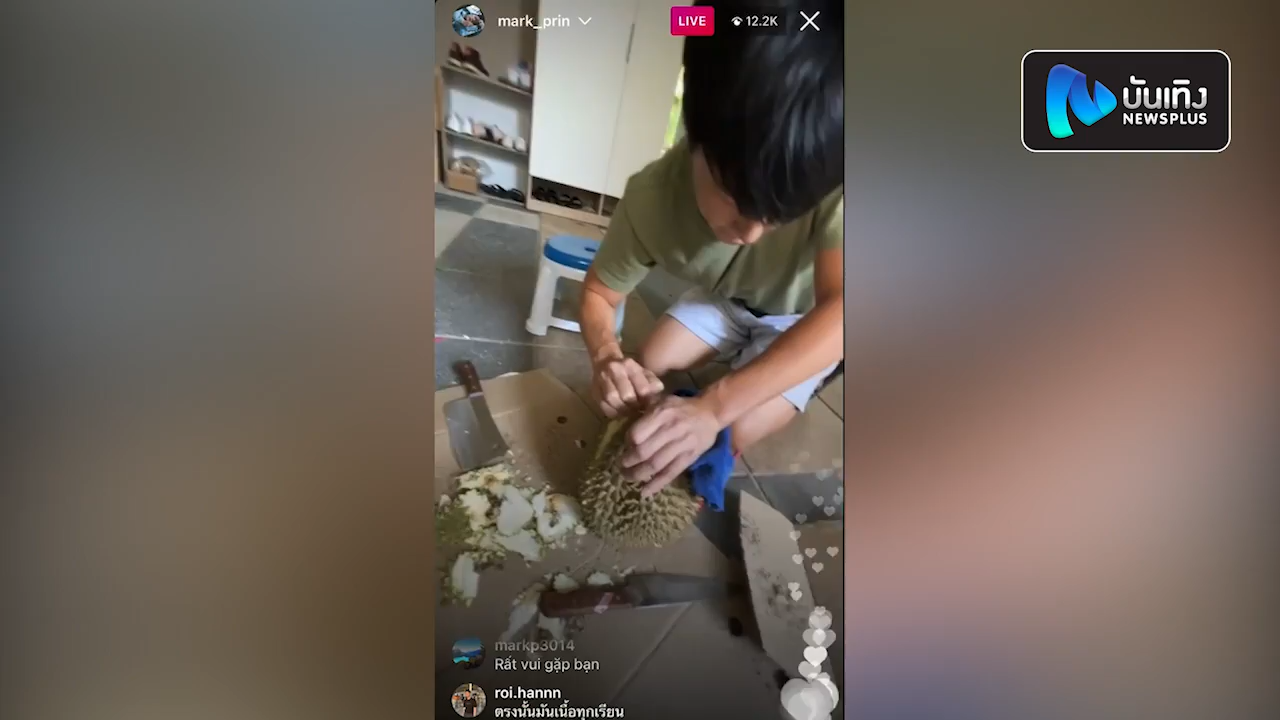 mark_prin
LIVE
12.2K
บันเทิง
NEWSPLUS
markp3014
Rất vui gặp bạn
roi.hannn
ตรงนั้นมันเนื้อทุกเรียน